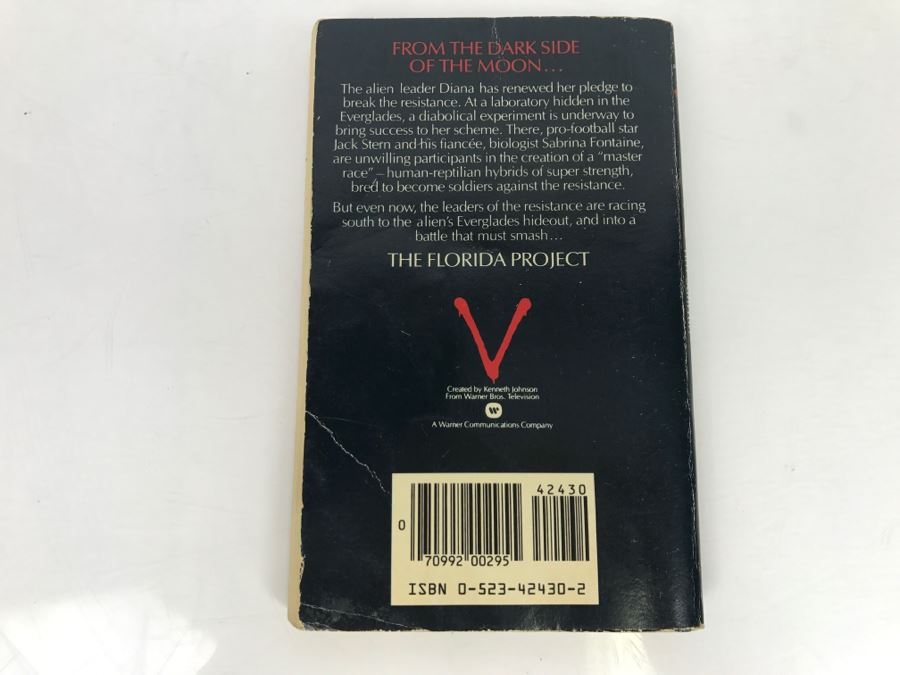 FROM THE DARK SIDE
OF THE MOON...
The alien leader Diana has renewed her pledge to
break the resistance. At a laboratory hidden in the
Everglades, a diabolical experiment is underway to
bring success to her scheme. There, pro-football star
Jack Stern and his fiancée, biologist Sabrina Fontaine,
are unwilling participants in the creation of a "master
race"—human-reptilian hybrids of super strength,
bred to become soldiers against the resistance.
But even now, the leaders of the resistance are racing
south to the alien's Everglades hideout, and into a
battle that must smash...
THE FLORIDA PROJECT
V
Created by Kenneth Johnson
From Warner Bros. Television
W
A Warner Communications Company
42430
0
70992 00295
ISBN 0-523-42430-2